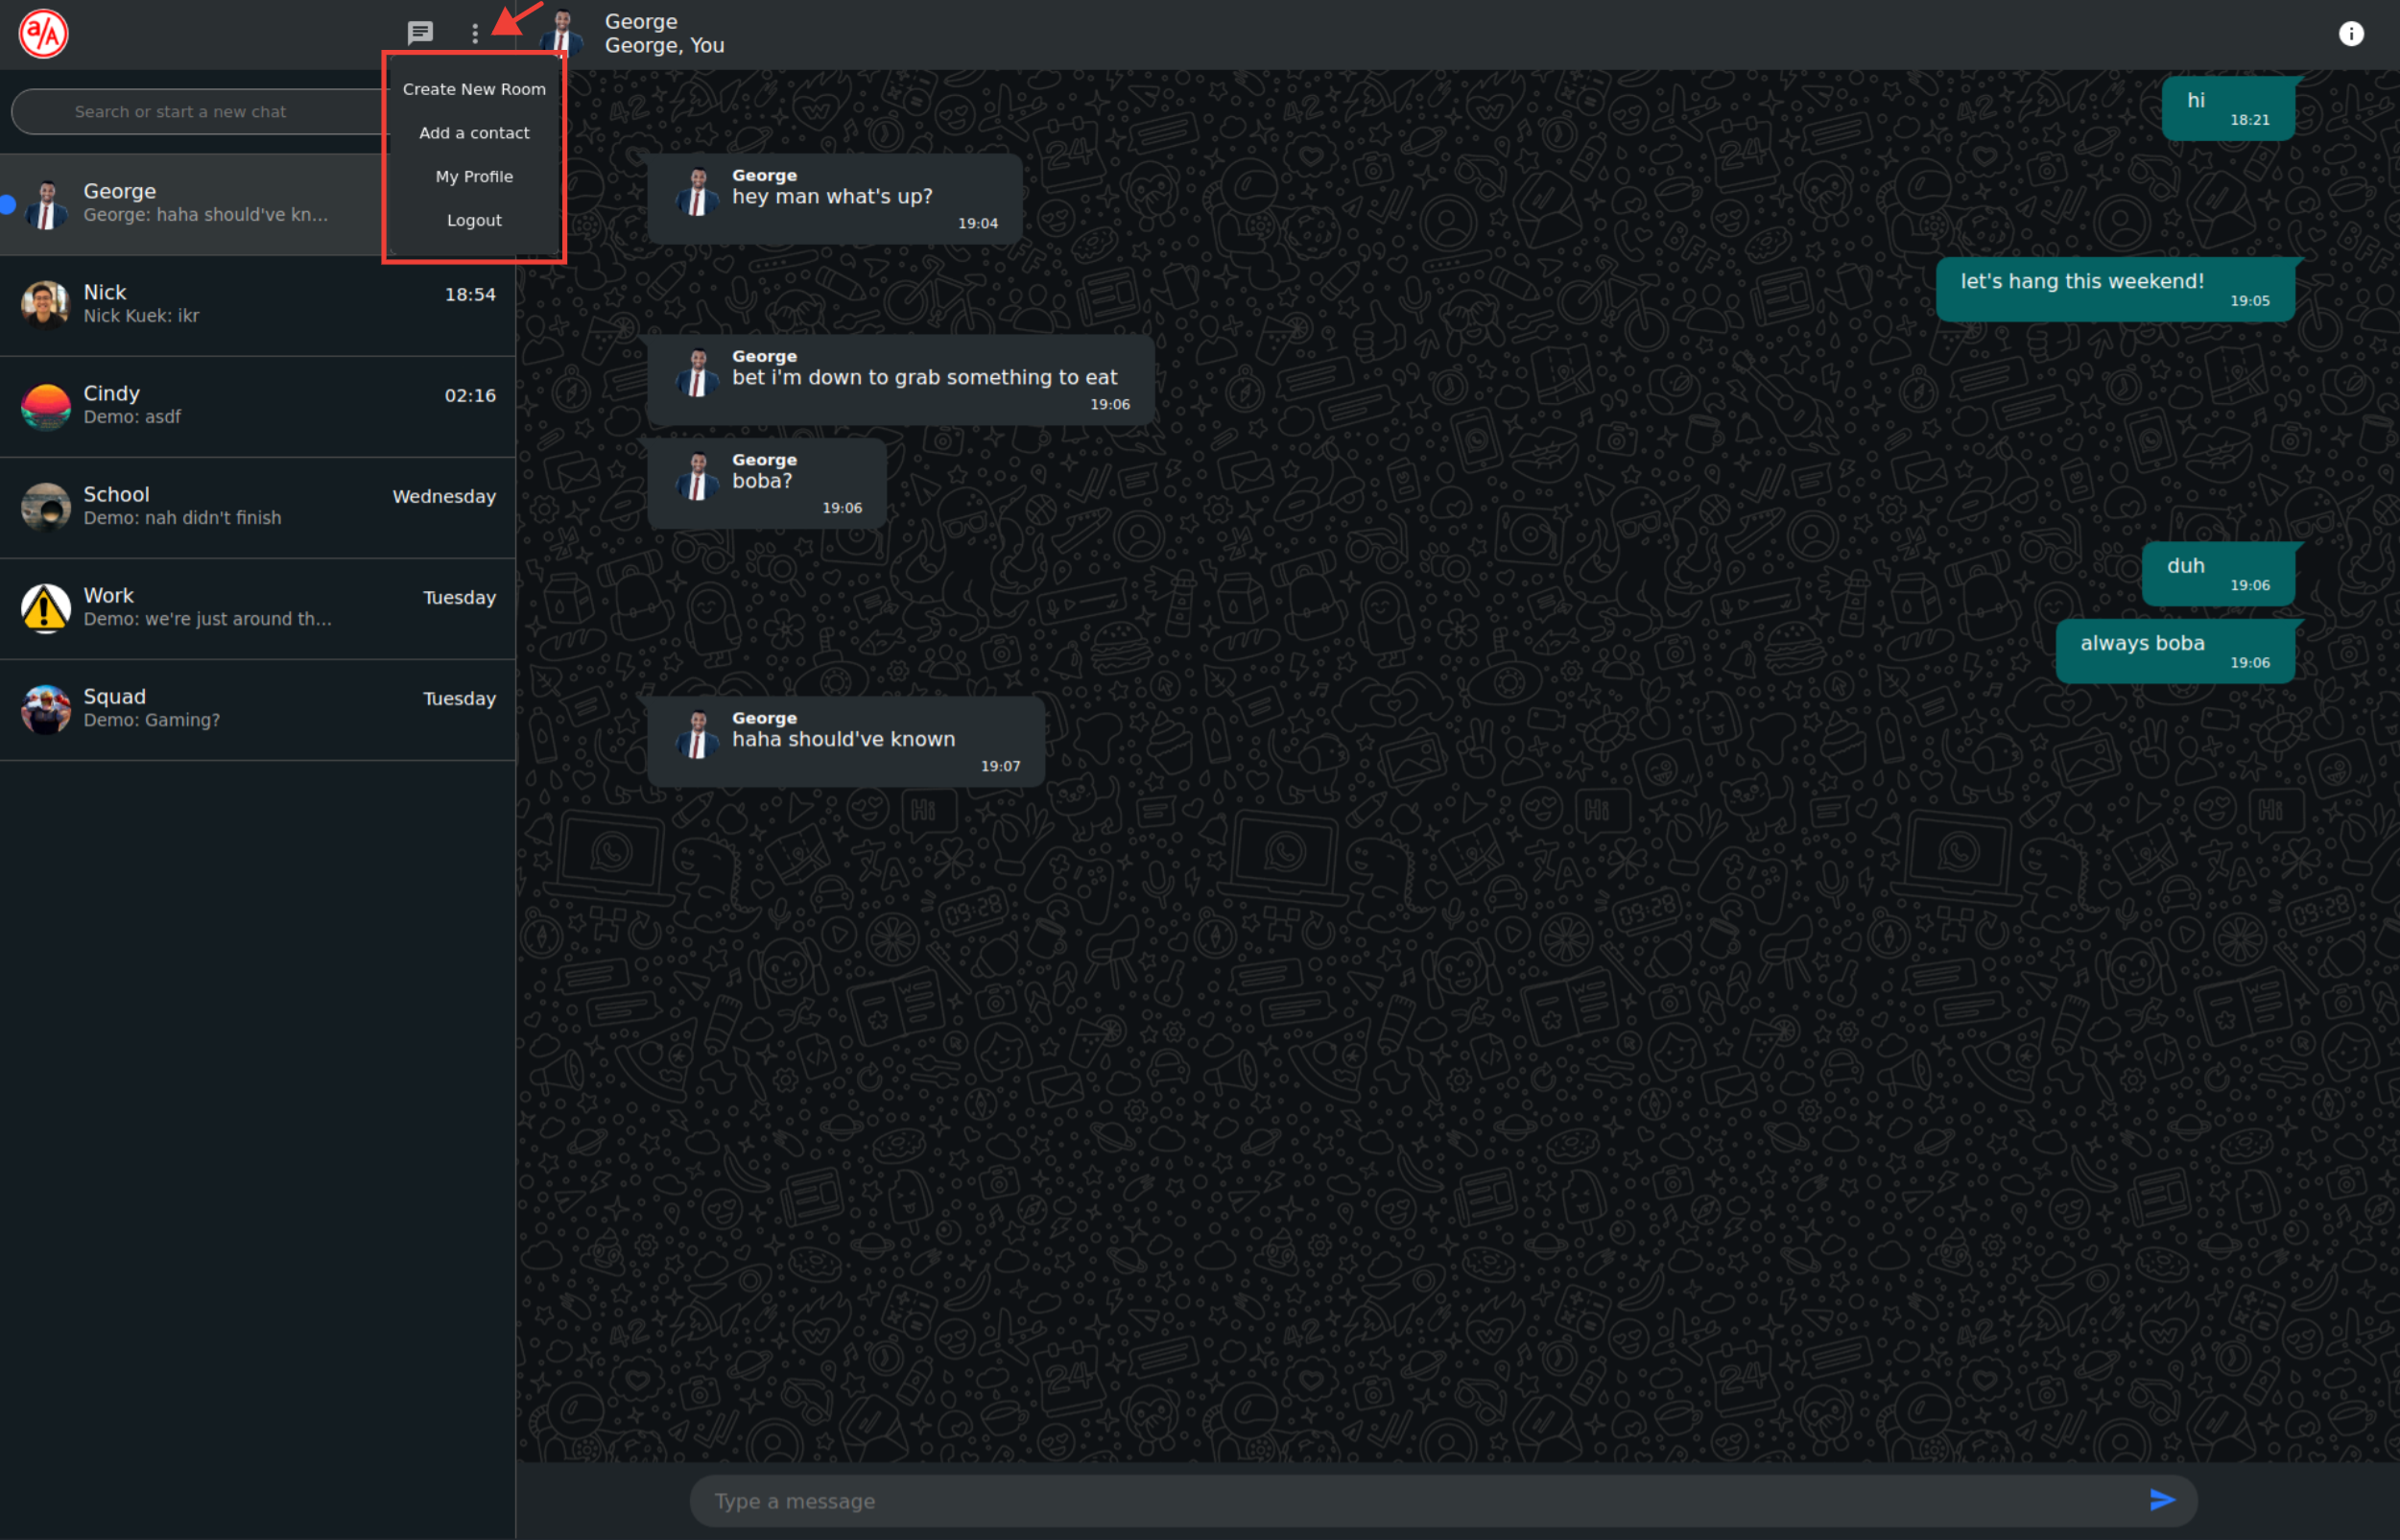 a/A
George
George, You
Create New Room
Add a contact
My Profile
Logout
Search or start a new chat
George
George: haha should've kn...
Nick
18:54
Nick Kuek: ikr
Cindy
02:16
Demo: asdf
School
Wednesday
Demo: nah didn't finish
Work
Tuesday
Demo: we're just around th...
Squad
Tuesday
Demo: Gaming?
hi
18:21
George
hey man what's up?
19:04
let's hang this weekend!
19:05
George
bet i'm down to grab something to eat
19:06
George
boba?
19:06
duh
19:06
always boba
19:06
George
haha should've known
19:07
Type a message